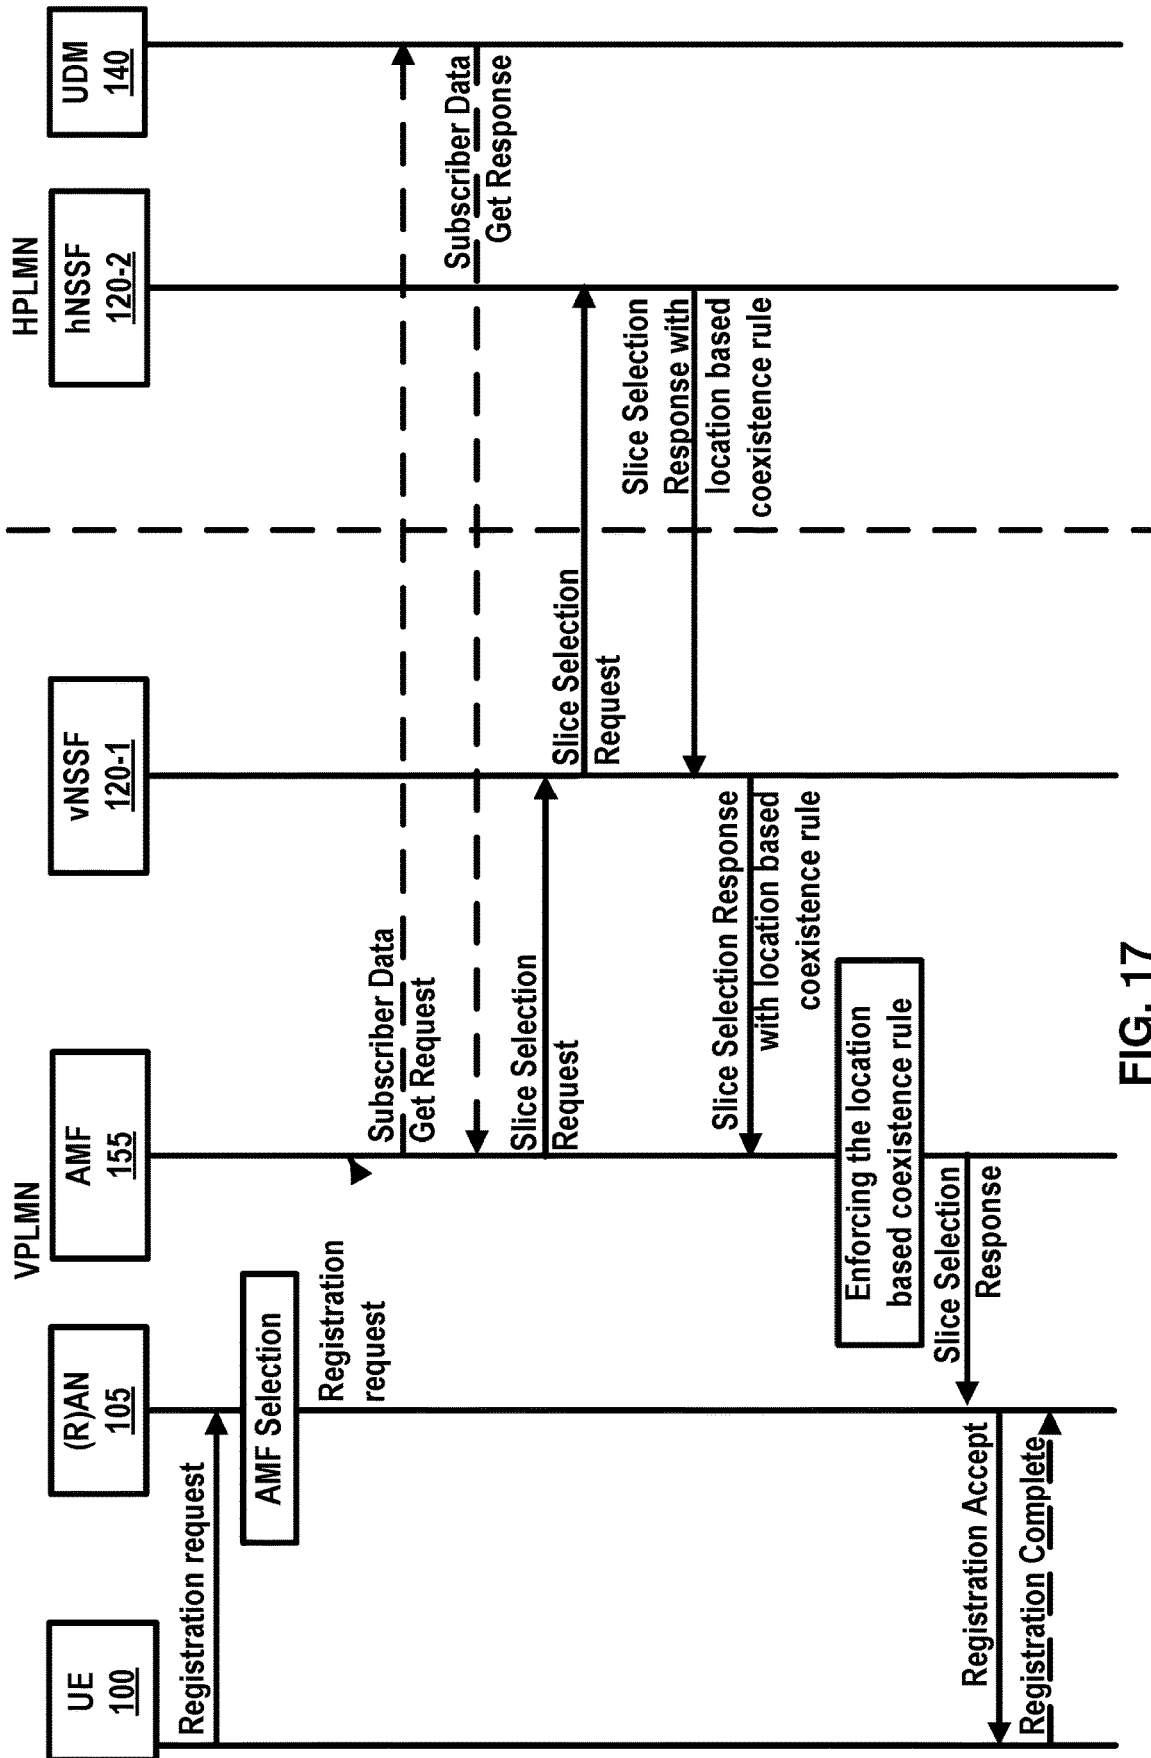 VPLMN
HPLMN
UE
100
(R)AN
105
AMF
155
vNSSF
120-1
hNSSF
120-2
UDM
140
Registration request
AMF Selection
Registration
request
Subscriber Data
Get Request
Subscriber Data
Get Response
Slice Selection
Request
Slice Selection
Request
Slice Selection
Response with
location based
coexistence rule
Slice Selection Response
with location based
coexistence rule
Enforcing the location
based coexistence rule
Slice Selection
Response
Registration Accept
Registration Complete
FIG. 17